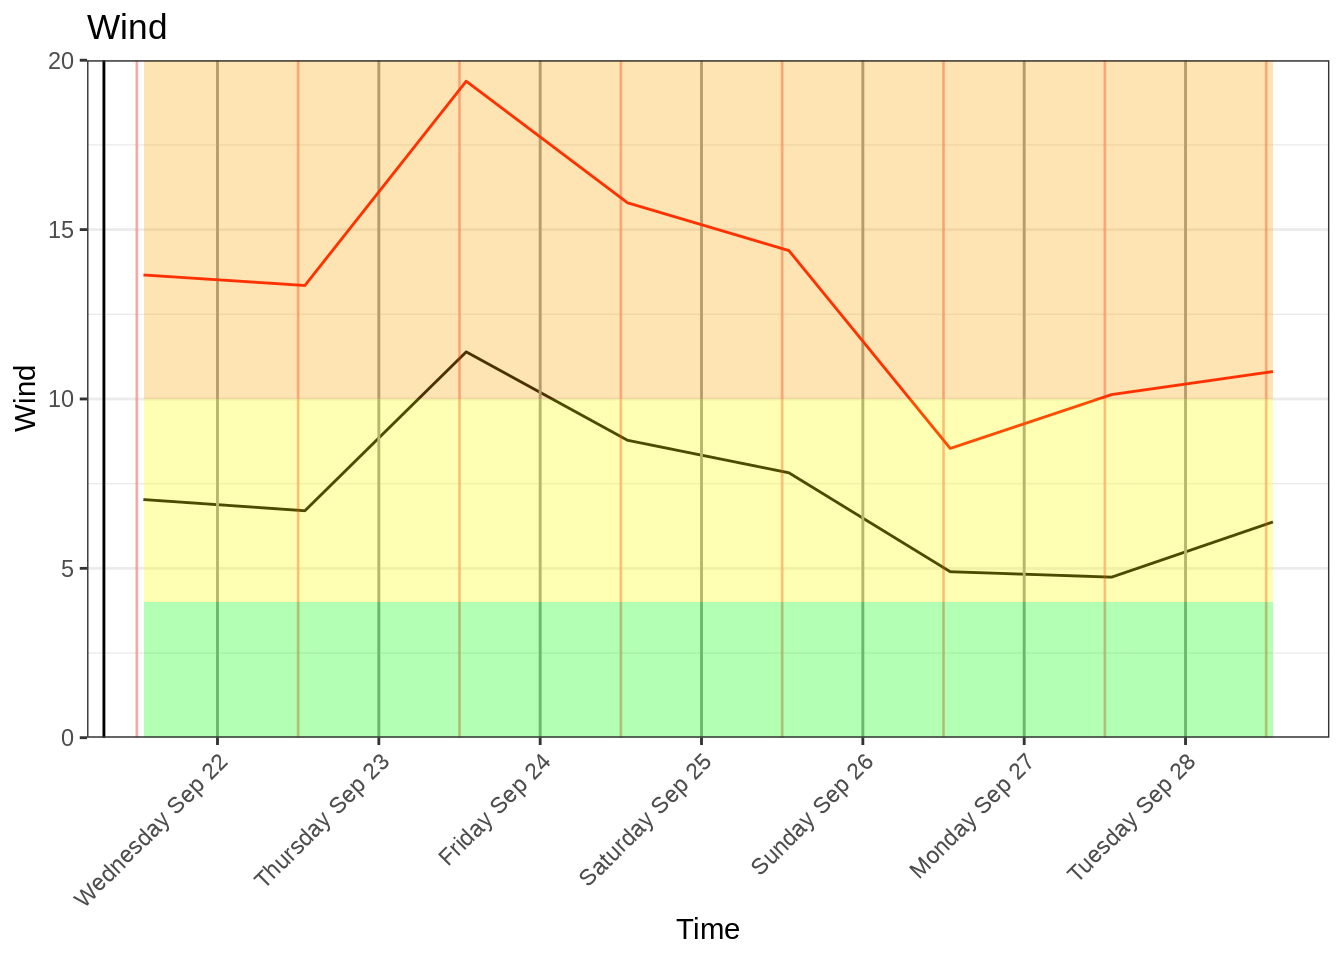 Wind
20
15
10
5
0
Wind
Wednesday Sep 22
Thursday Sep 23
Friday Sep 24
Saturday Sep 25
Sunday Sep 26
Monday Sep 27
Tuesday Sep 28
Time